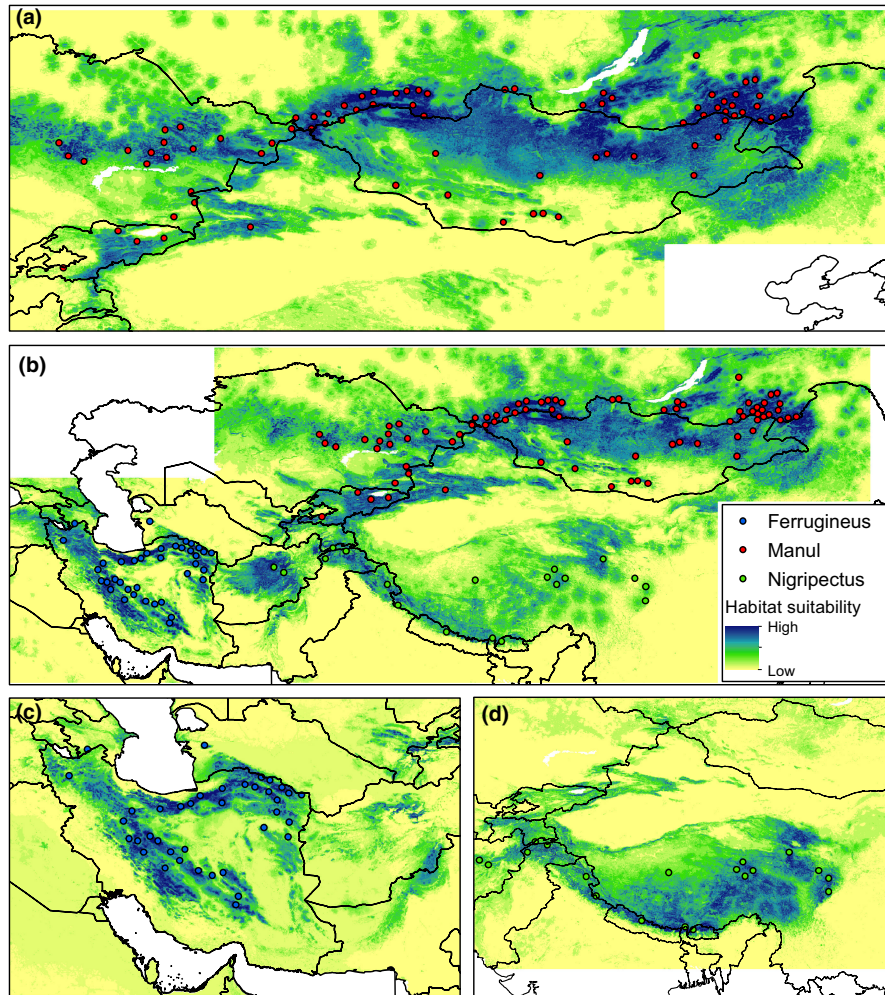 (a)
(b)
Ferrugineus
Manul
Nigripectus
Habitat suitability
High
Low
(c)
(d)